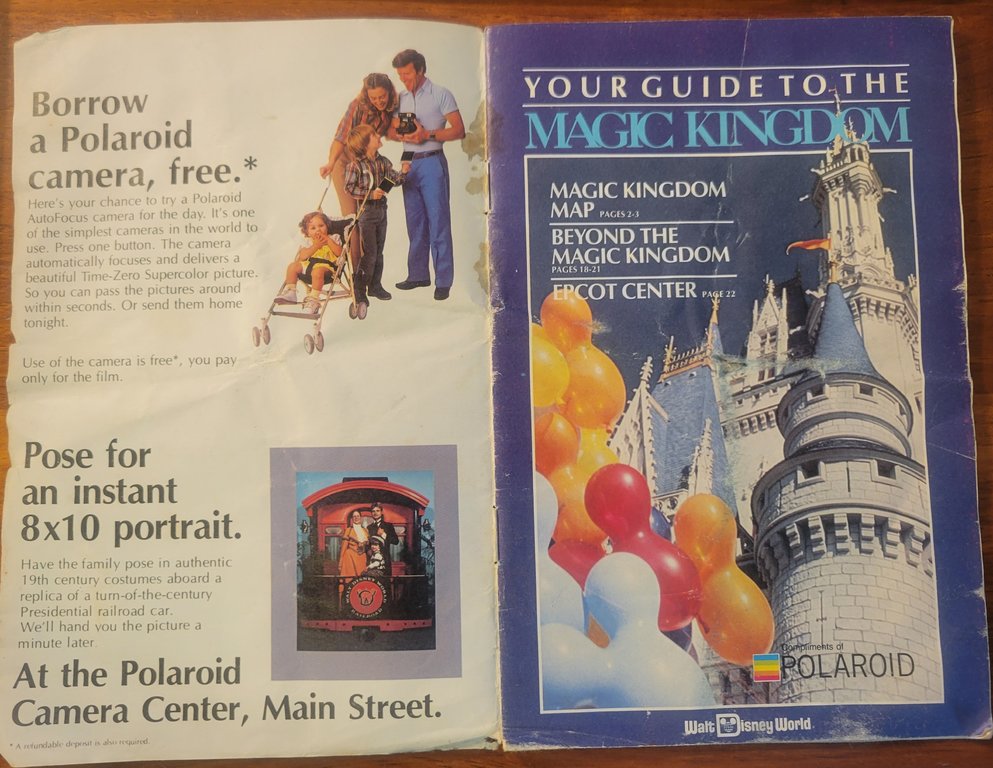 Borrow
a Polaroid
camera, free.*
Here's your chance to try a Polaroid
AutoFocus camera for the day. It's one
of the simplest cameras in the world to
use. Press one button. The camera
automatically focuses and delivers a
beautiful Time-Zero Supercolor picture.
So you can pass the pictures around
within seconds. Or send them home
tonight.
Use of the camera is free*, you pay
only for the film.
Pose for
an instant
8x10 portrait.
Have the family pose in authentic
19th century costumes aboard a
replica of a turn-of-the-century
Presidential railroad car.
We'll hand you the picture a
minute later.
WALT DISNEY WORLD
RAILROAD
At the Polaroid
Camera Center, Main Street.
* A refundable deposit is also required.
YOUR GUIDE TO THE
MAGIC KINGDOM
MAGIC KINGDOM
MAP PAGES 2-3
BEYOND THE
MAGIC KINGDOM
PAGES 18-21
EPCOT CENTER PAGE 22
Compliments of
POLAROID
Walt Disney World